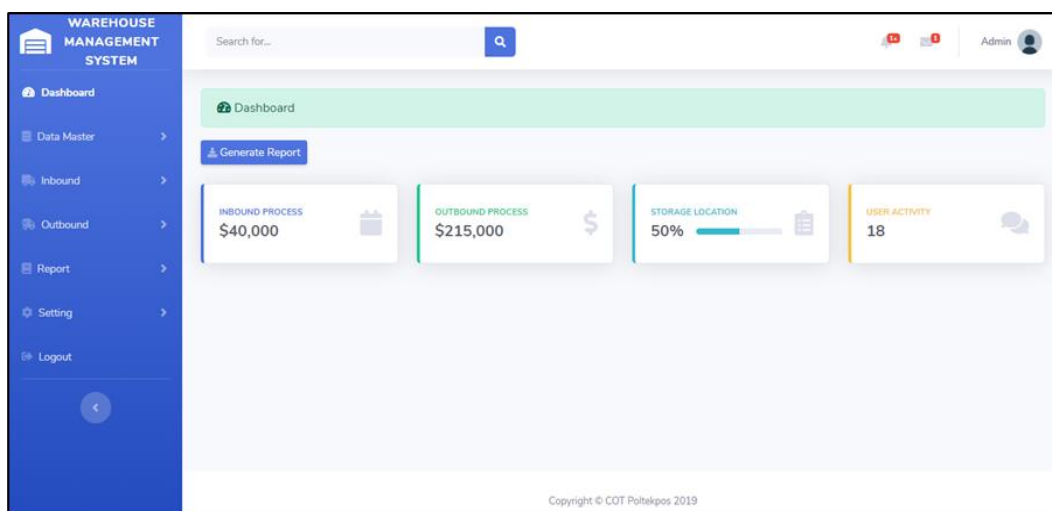 WAREHOUSE
MANAGEMENT
SYSTEM
Search for...
Admin
Dashboard
Data Master
Inbound
Outbound
Report
Setting
Logout
Dashboard
Generate Report
INBOUND PROCESS
$40,000
OUTBOUND PROCESS
$215,000
STORAGE LOCATION
50%
USER ACTIVITY
18
Copyright © COT Poltekpos 2019